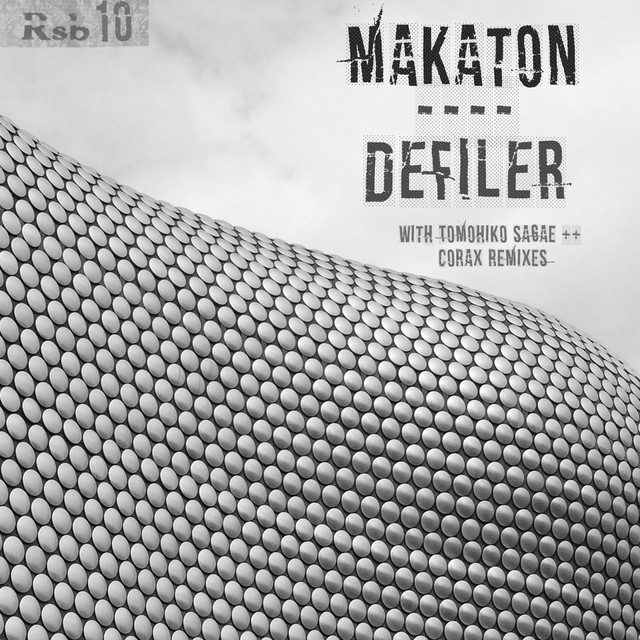 Rsb 10
MAKATON
----
DEFILER
WITH TOMOHIKO SAGAE ++
CORAX REMIXES